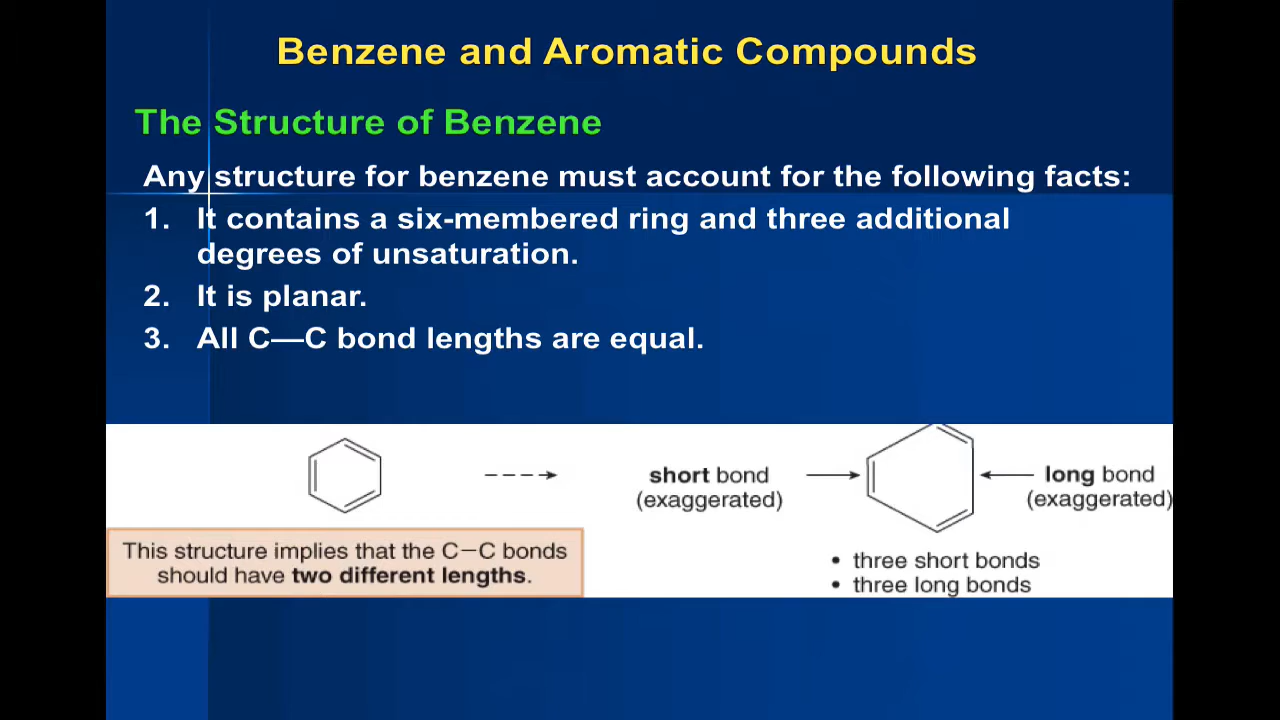 Benzene and Aromatic Compounds
The Structure of Benzene
Any structure for benzene must account for the following facts:
1. It contains a six-membered ring and three additional
degrees of unsaturation.
2. It is planar.
3. All C—C bond lengths are equal.
short bond
(exaggerated)
long bond
(exaggerated)
This structure implies that the C−C bonds
should have two different lengths.
• three short bonds
• three long bonds